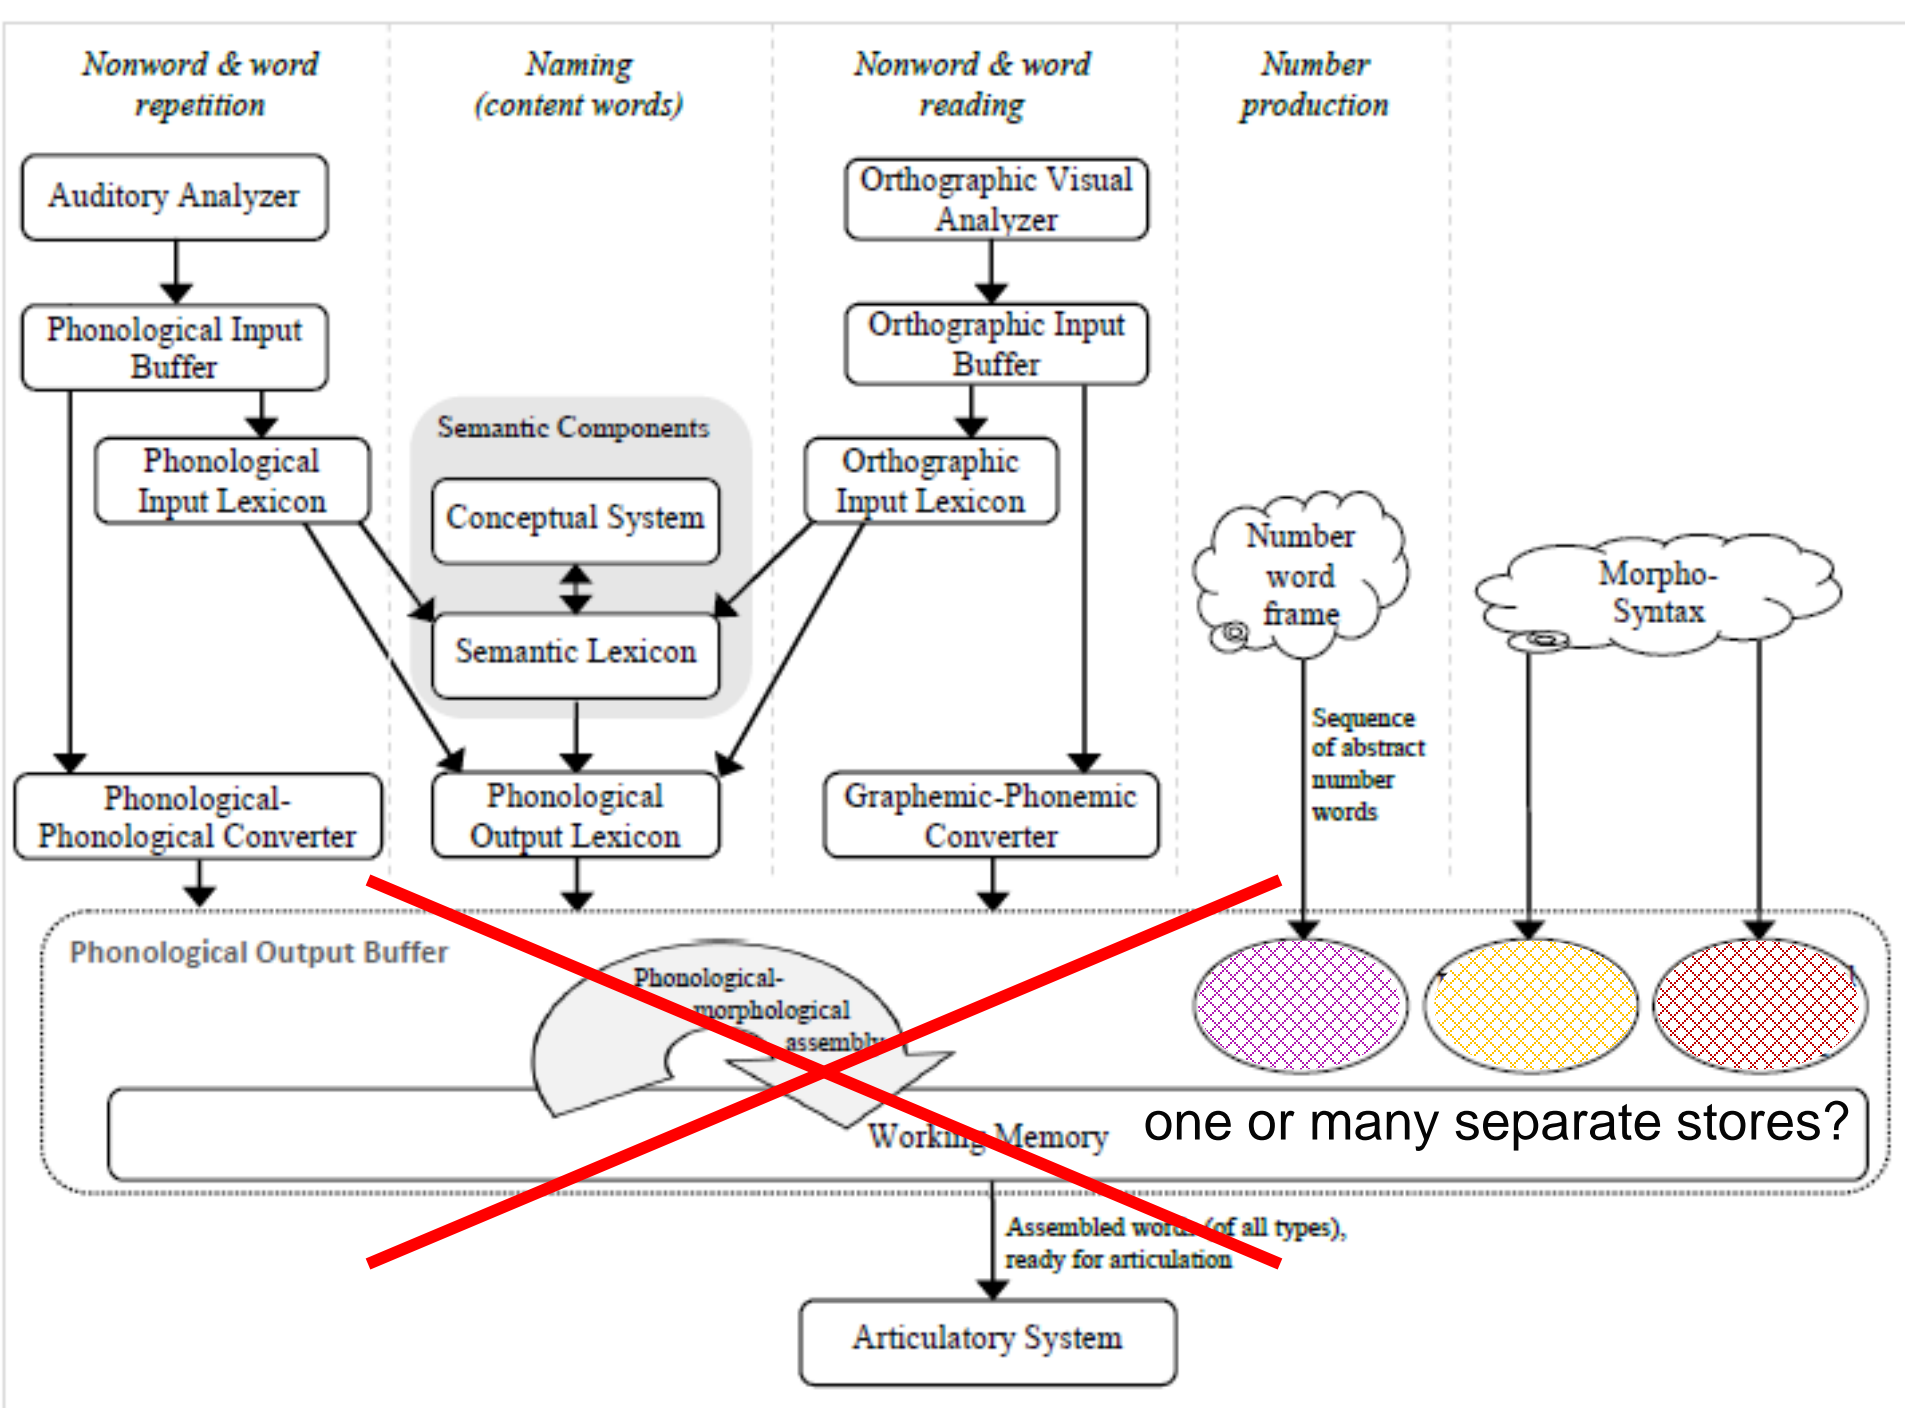 Nonword & word
repetition
Naming
(content words)
Nonword & word
reading
Number
production
Auditory Analyzer
Orthographic Visual
Analyzer
Phonological Input
Buffer
Orthographic Input
Buffer
Semantic Components
Phonological
Input Lexicon
Conceptual System
Orthographic
Input Lexicon
Number
word
frame
Morpho-
Syntax
Semantic Lexicon
Sequence
of abstract
number
words
Phonological-
Phonological Converter
Phonological
Output Lexicon
Graphemic-Phonemic
Converter
Phonological Output Buffer
Phonological-
morphological
assembly
Working Memory
one or many separate stores?
Assembled words (of all types),
ready for articulation
Articulatory System